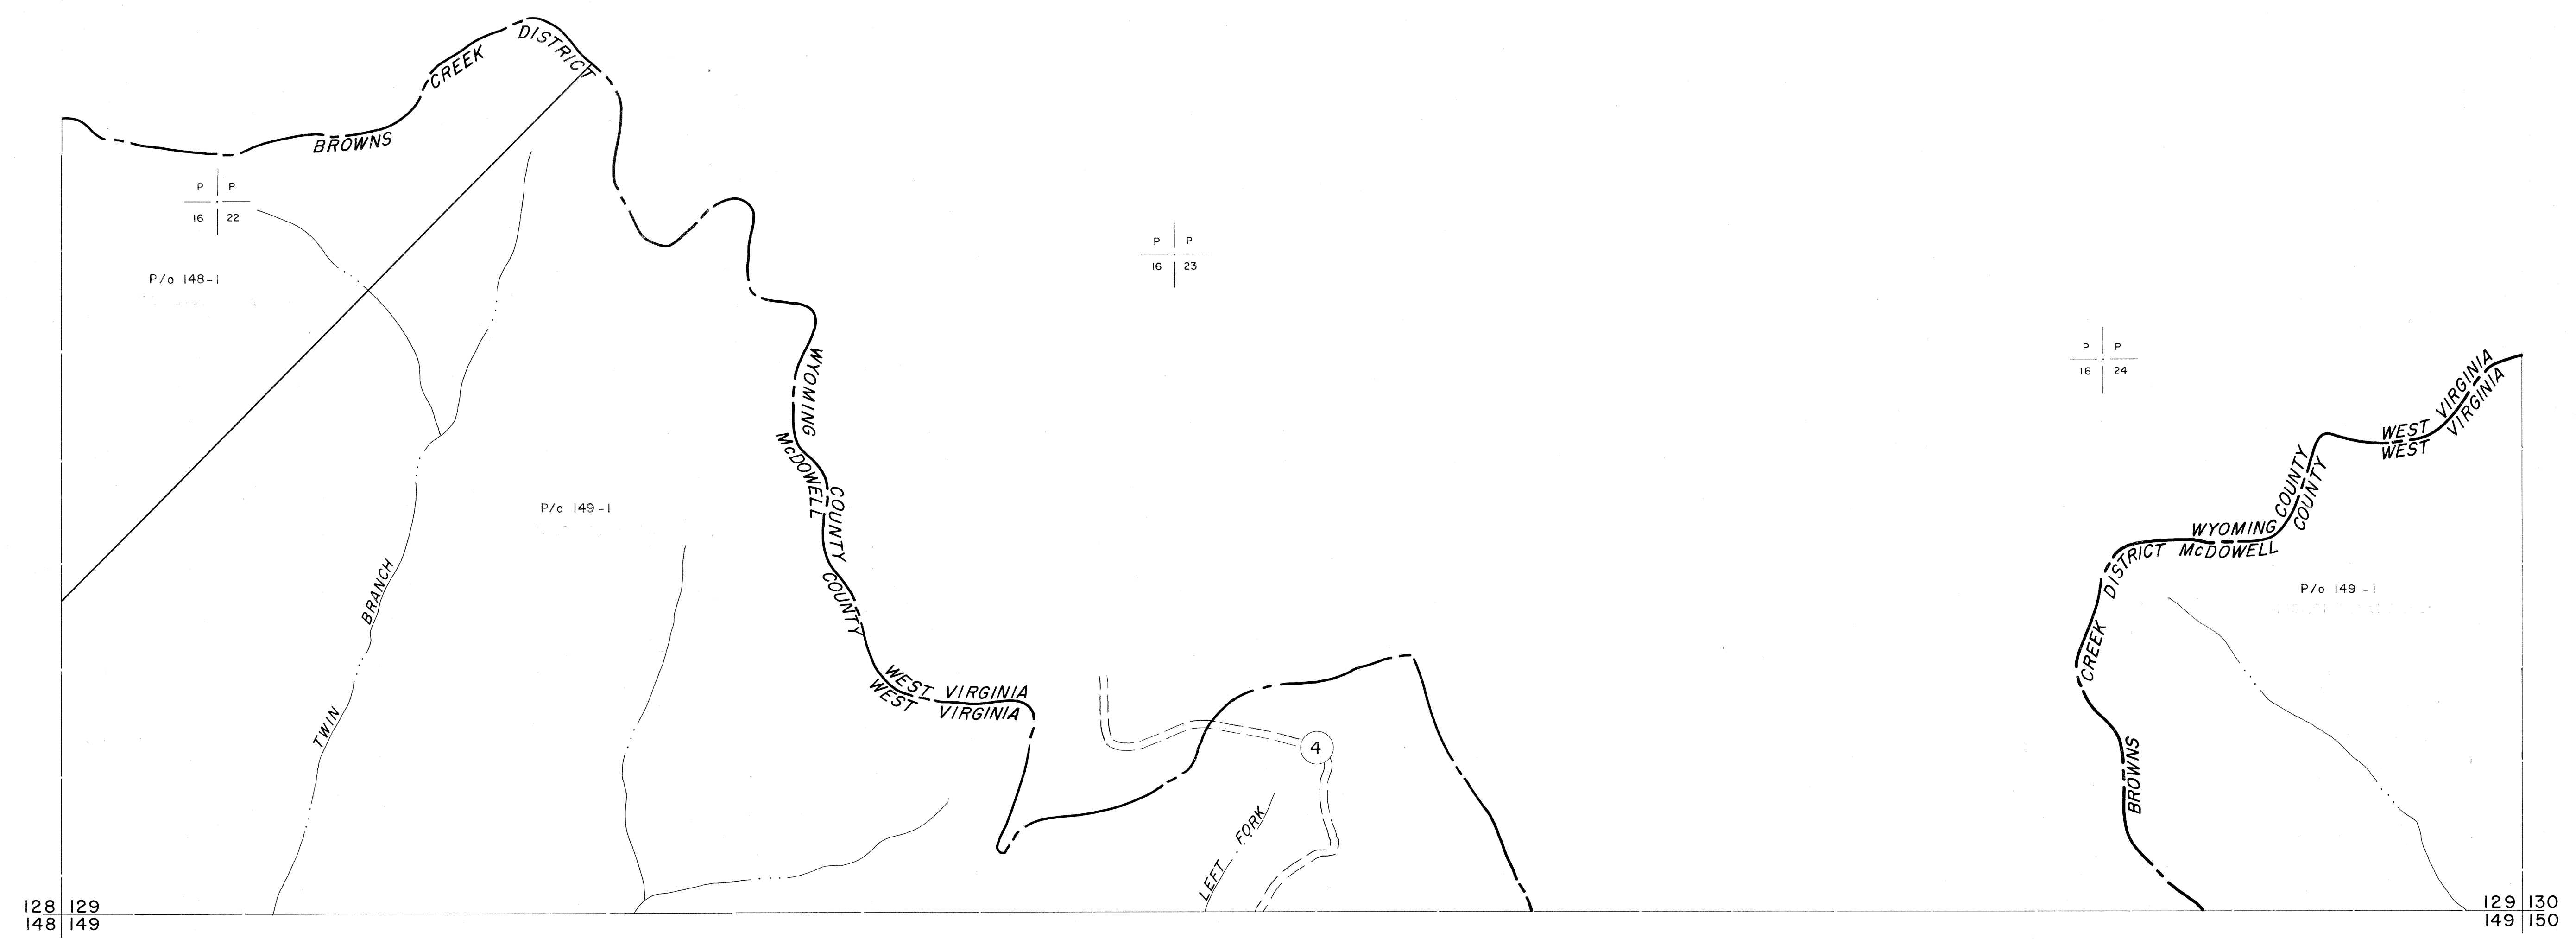 BROWNS CREEK DISTRICT
P P
16 22
P/o 148-1
P P
16 23
P P
16 24
WYOMING COUNTY
McDOWELL COUNTY
WEST VIRGINIA
WEST VIRGINIA
P/o 149-1
TWIN BRANCH
4
LEFT FORK
WEST VIRGINIA
WEST VIRGINIA
WYOMING COUNTY
McDOWELL COUNTY
BROWNS CREEK DISTRICT
P/o 149-1
128 129
148 149
129 130
149 150